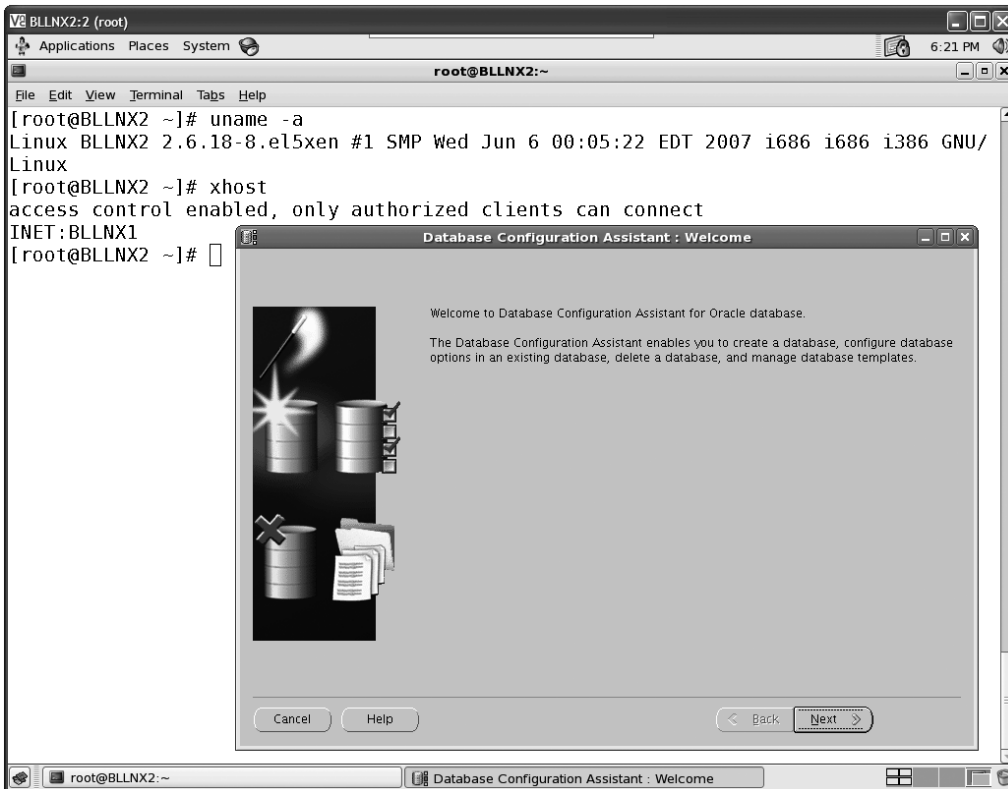 BLLNX2:2 (root)
Applications Places System 6:21 PM
root@BLLNX2:~
File Edit View Terminal Tabs Help
[root@BLLNX2 ~]# uname -a
Linux BLLNX2 2.6.18-8.el5xen #1 SMP Wed Jun 6 00:05:22 EDT 2007 i686 i686 i386 GNU/
Linux
[root@BLLNX2 ~]# xhost
access control enabled, only authorized clients can connect
INET:BLLNX1
[root@BLLNX2 ~]#
Database Configuration Assistant : Welcome
Welcome to Database Configuration Assistant for Oracle database.
The Database Configuration Assistant enables you to create a database, configure database
options in an existing database, delete a database, and manage database templates.
Cancel Help Back Next
root@BLLNX2:~ Database Configuration Assistant : Welcome